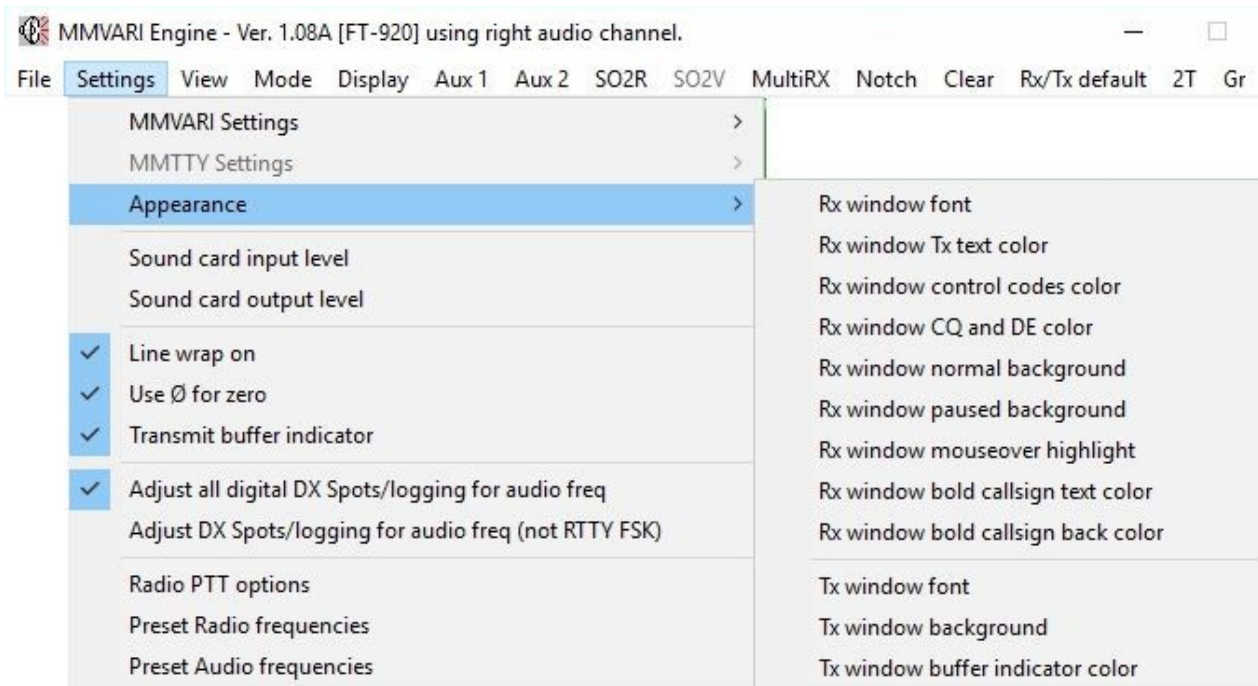 MMVARI Engine - Ver. 1.08A [FT-920] using right audio channel.
File Settings View Mode Display Aux 1 Aux 2 SO2R SO2V MultiRX Notch Clear Rx/Tx default 2T Gr
MMVARI Settings
MMTTY Settings
Appearance
Sound card input level
Sound card output level
Line wrap on
Use Ø for zero
Transmit buffer indicator
Adjust all digital DX Spots/logging for audio freq
Adjust DX Spots/logging for audio freq (not RTTY FSK)
Radio PTT options
Preset Radio frequencies
Preset Audio frequencies
Rx window font
Rx window Tx text color
Rx window control codes color
Rx window CQ and DE color
Rx window normal background
Rx window paused background
Rx window mouseover highlight
Rx window bold callsign text color
Rx window bold callsign back color
Tx window font
Tx window background
Tx window buffer indicator color